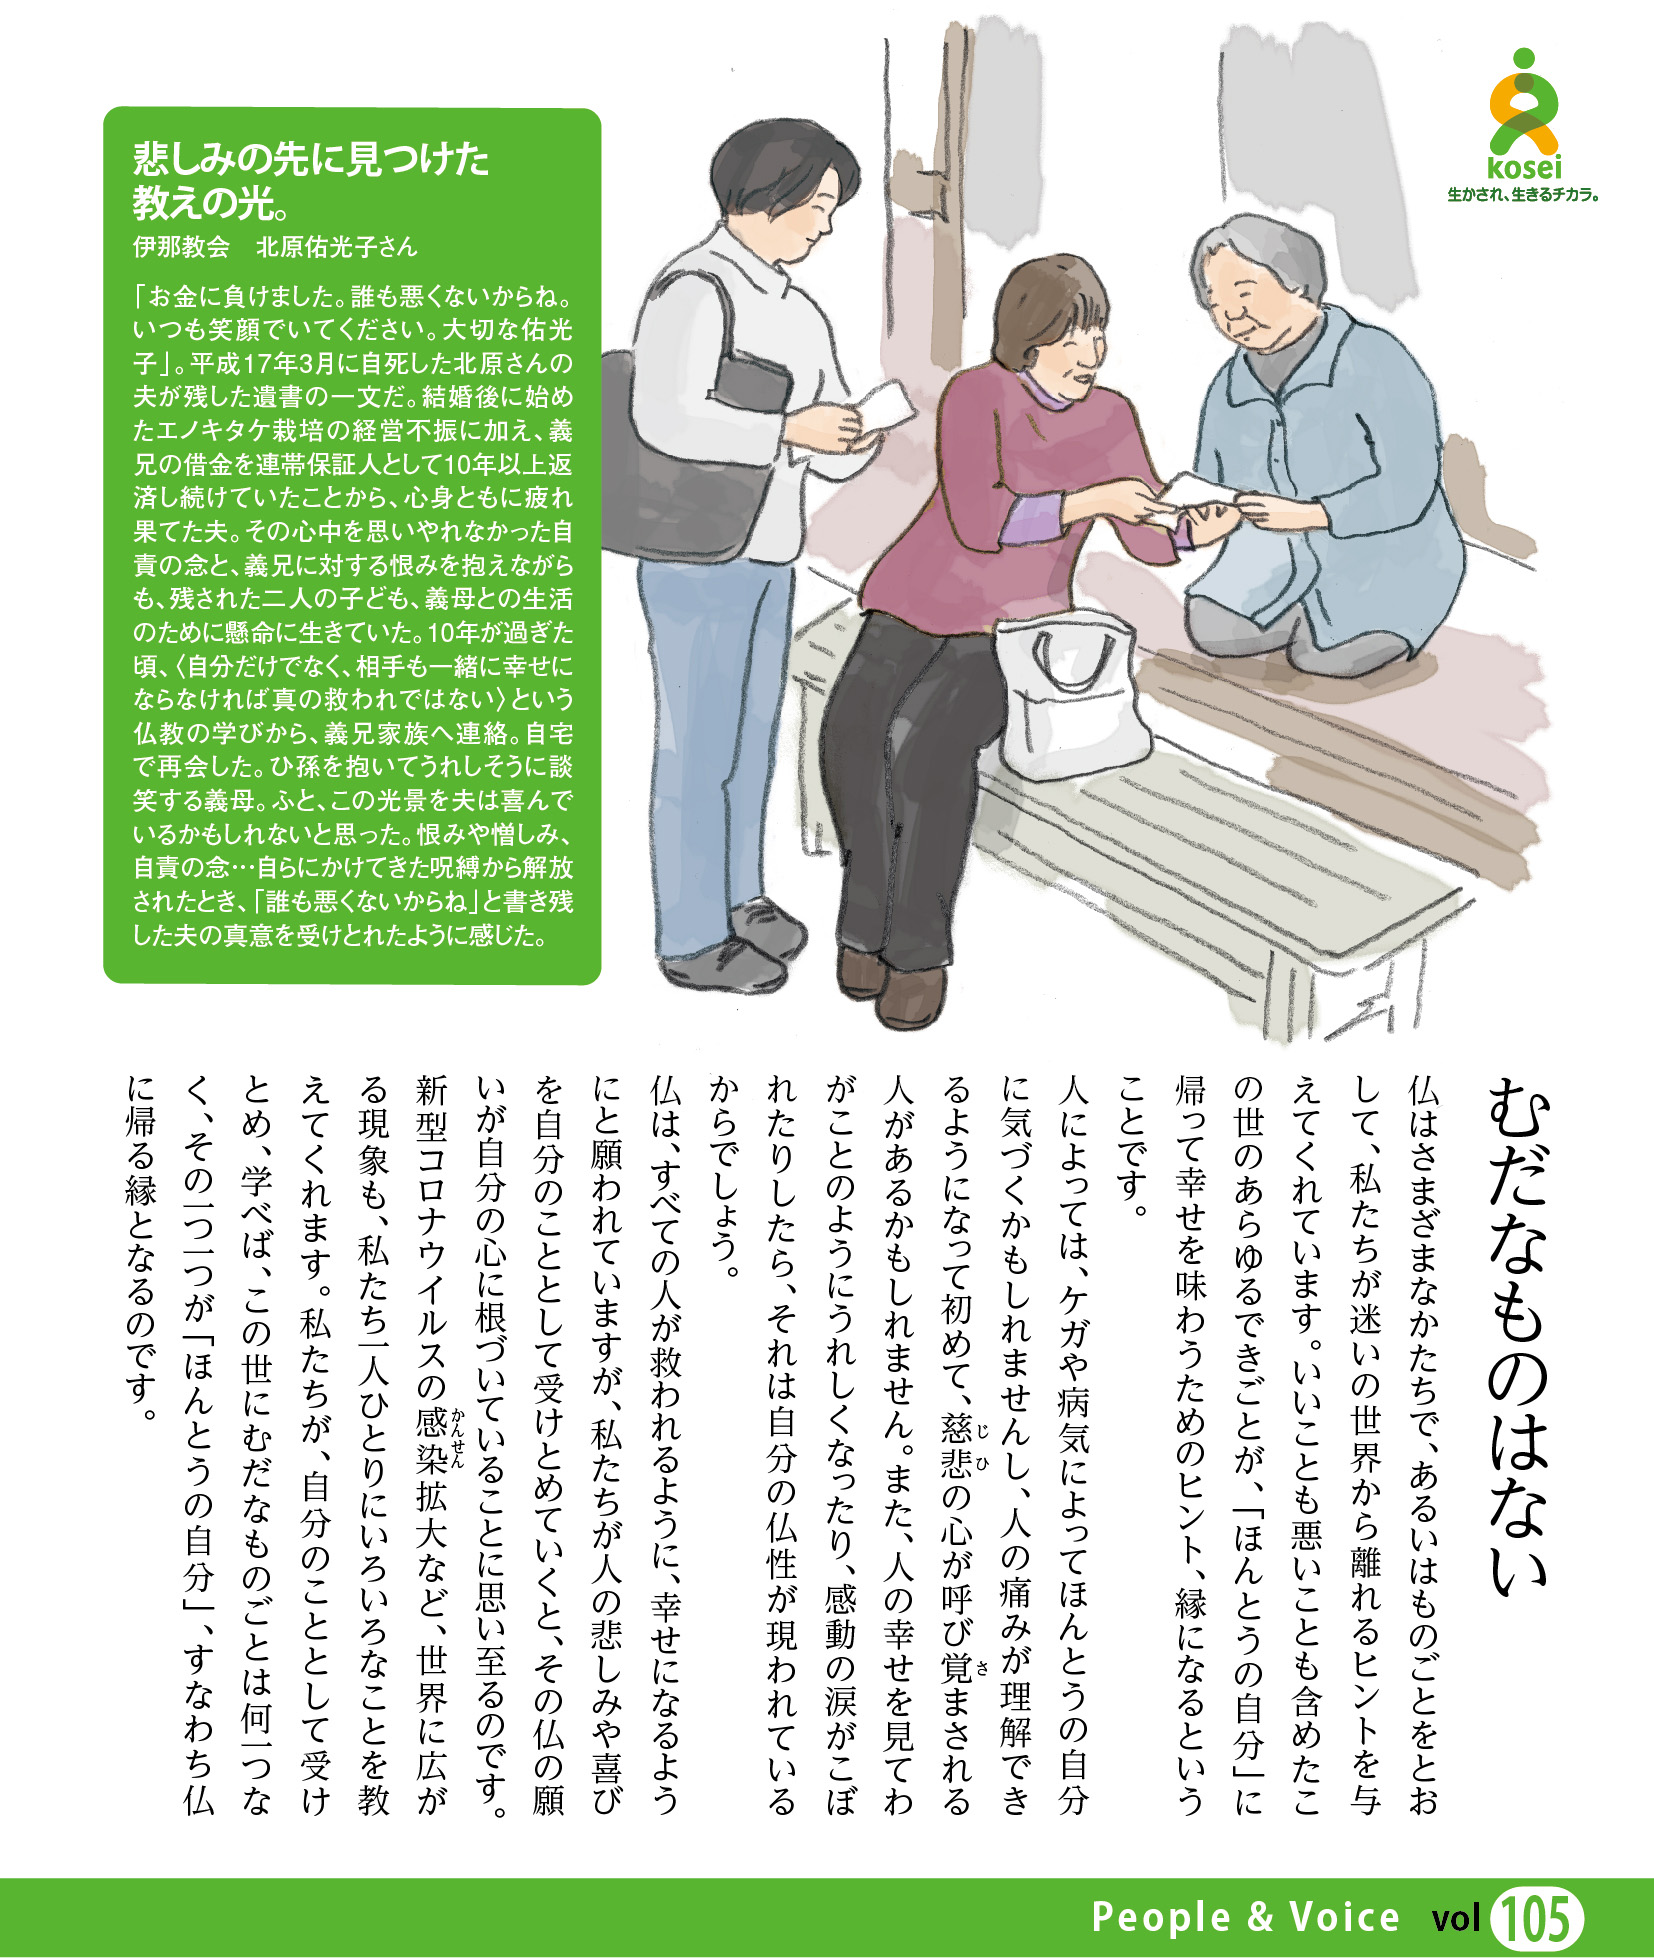 kosei
生かされ、生きるチカラ。
悲しみの先に見つけた
教えの光。
伊那教会　北原佑光子さん
「お金に負けました。誰も悪くないからね。
いつも笑顔でいてください。大切な佑光
子」。平成17年3月に自死した北原さんの
夫が残した遺書の一文だ。結婚後に始め
たエノキタケ栽培の経営不振に加え、義
兄の借金を連帯保証人として10年以上返
済し続けていたことから、心身ともに疲れ
果てた夫。その心中を思いやれなかった自
責の念と、義兄に対する恨みを抱えながら
も、残された二人の子ども、義母との生活
のために懸命に生きていた。10年が過ぎた
頃、〈自分だけでなく、相手も一緒に幸せに
ならなければ真の救われではない〉という
仏教の学びから、義兄家族へ連絡。自宅
で再会した。ひ孫を抱いてうれしそうに談
笑する義母。ふと、この光景を夫は喜んで
いるかもしれないと思った。恨みや憎しみ、
自責の念…自らにかけてきた呪縛から解放
されたとき、「誰も悪くないからね」と書き残
した夫の真意を受けとれたように感じた。
むだなものはない
仏はさまざまなかたちで、あるいはものごとをとお
して、私たちが迷いの世界から離れるヒントを与
えてくれています。いいことも悪いことも含めたこ
の世のあらゆるできごとが、「ほんとうの自分」に
帰って幸せを味わうためのヒント、縁になるという
ことです。
人によっては、ケガや病気によってほんとうの自分
に気づくかもしれませんし、人の痛みが理解でき
るようになって初めて、慈悲の心が呼び覚まされる
じひ
さ
人があるかもしれません。また、人の幸せを見てわ
がことのようにうれしくなったり、感動の涙がこぼ
れたりしたら、それは自分の仏性が現われている
からでしょう。
仏は、すべての人が救われるように、幸せになるよう
にと願われていますが、私たちが人の悲しみや喜び
を自分のこととして受けとめていくと、その仏の願
いが自分の心に根づいていることに思い至るのです。
新型コロナウイルスの感染拡大など、世界に広が
かんせん
る現象も、私たち一人ひとりにいろいろなことを教
えてくれます。私たちが、自分のこととして受け
とめ、学べば、この世にむだなものごとは何一つな
く、その一つ一つが「ほんとうの自分」、すなわち仏
に帰る縁となるのです。
People & Voice vol 105